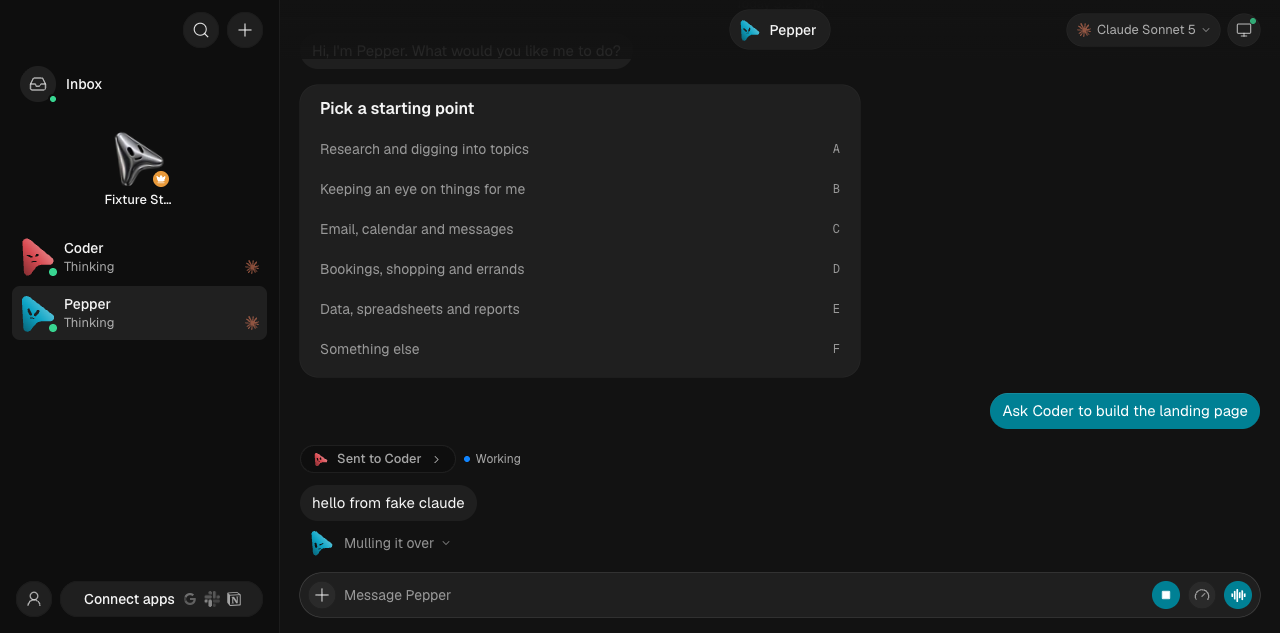 Pepper
Claude Sonnet 5
Inbox
Fixture St...
Coder
Thinking
Pepper
Thinking
Connect apps
Hi, I'm Pepper. What would you like me to do?
Pick a starting point
Research and digging into topics A
Keeping an eye on things for me B
Email, calendar and messages C
Bookings, shopping and errands D
Data, spreadsheets and reports E
Something else F
Ask Coder to build the landing page
Sent to Coder
Working
hello from fake claude
Mulling it over
Message Pepper